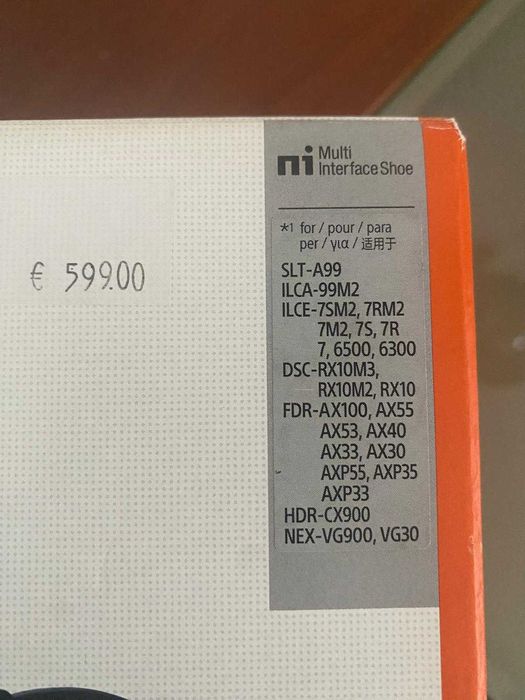 mi Multi
Interface Shoe
*1 for / pour / para
per / για / 适用于
€ 599.00
SLT-A99
ILCA-99M2
ILCE-7SM2, 7RM2
7M2, 7S, 7R
7, 6500, 6300
DSC-RX10M3,
RX10M2, RX10
FDR-AX100, AX55
AX53, AX40
AX33, AX30
AXP55, AXP35
AXP33
HDR-CX900
NEX-VG900, VG30